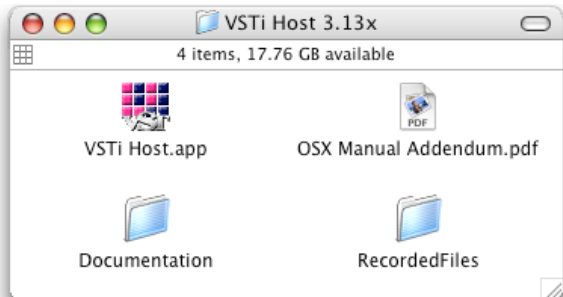 VSTi Host 3.13x
4 items, 17.76 GB available
PDF
VSTi Host.app
OSX Manual Addendum.pdf
Documentation
RecordedFiles